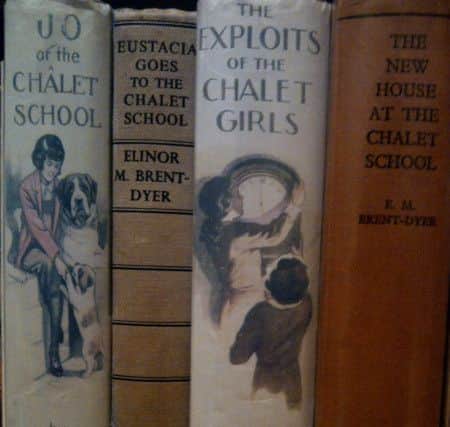 JO
of the
CHÂLET
SCHOOL
EUSTACIA
GOES
TO THE
CHALET
SCHOOL
ELINOR
M. BRENT-
DYER
THE
EXPLOITS
OF THE
CHALET
GIRLS
THE
NEW
HOUSE
AT THE
CHALET
SCHOOL
E. M.
BRENT-DYER